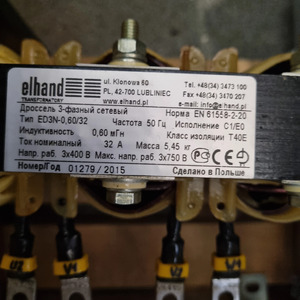 elhand
TRANSFORMATORY
ul. Klonowa 60
PL, 42-700 LUBLINIEC
www.elhand.pl
Tel. +48(34) 3473 100
Fax +48(34) 3470 207
e-mail: info@elhand.pl
Дроссель 3-фазный сетевый Норма EN 61558-2-20
Тип ED3N-0,60/32 Частота 50 Гц Исполнение C1/E0
Индуктивность 0,60 мГн Класс изоляции T40E
Ток номинальный 32 А Масса 5,45 кг
Напр. раб. 3x400 В Макс. напр. раб. 3x750 В
Номер/Год 01279 / 2015 Сделано в Польше